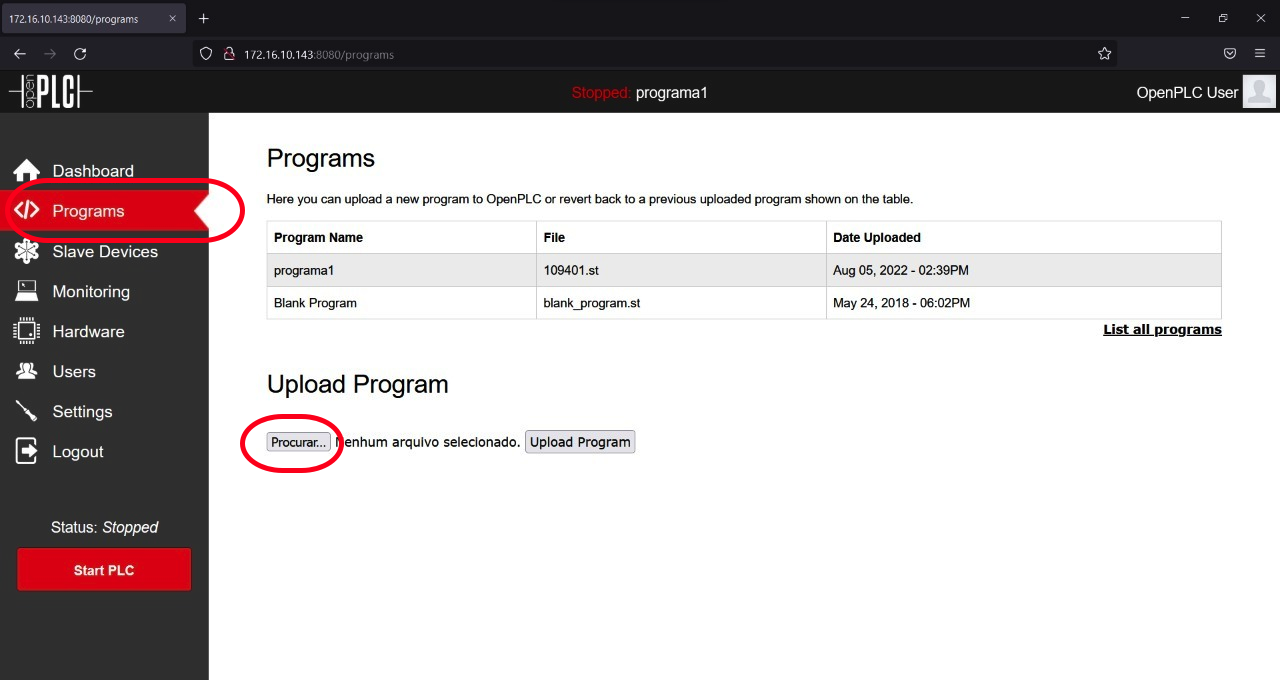 172.16.10.143:8080/programs
172.16.10.143:8080/programs
open PLC
Stopped: programa1
OpenPLC User
Dashboard
Programs
Slave Devices
Monitoring
Hardware
Users
Settings
Logout
Status: Stopped
Start PLC
Programs
Here you can upload a new program to OpenPLC or revert back to a previous uploaded program shown on the table.
Program Name File Date Uploaded
programa1 109401.st Aug 05, 2022 - 02:39PM
Blank Program blank_program.st May 24, 2018 - 06:02PM
List all programs
Upload Program
Procurar... Nenhum arquivo selecionado. Upload Program